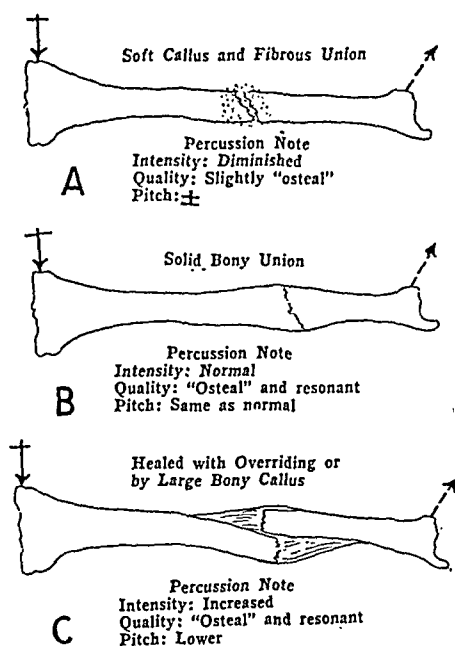 Soft Callus and Fibrous Union
Percussion Note
Intensity: Diminished
Quality: Slightly "osteal"
Pitch: ±
A
Solid Bony Union
Percussion Note
Intensity: Normal
Quality: "Osteal" and resonant
Pitch: Same as normal
B
Healed with Overriding or
by Large Bony Callus
Percussion Note
Intensity: Increased
Quality: "Osteal" and resonant
Pitch: Lower
C